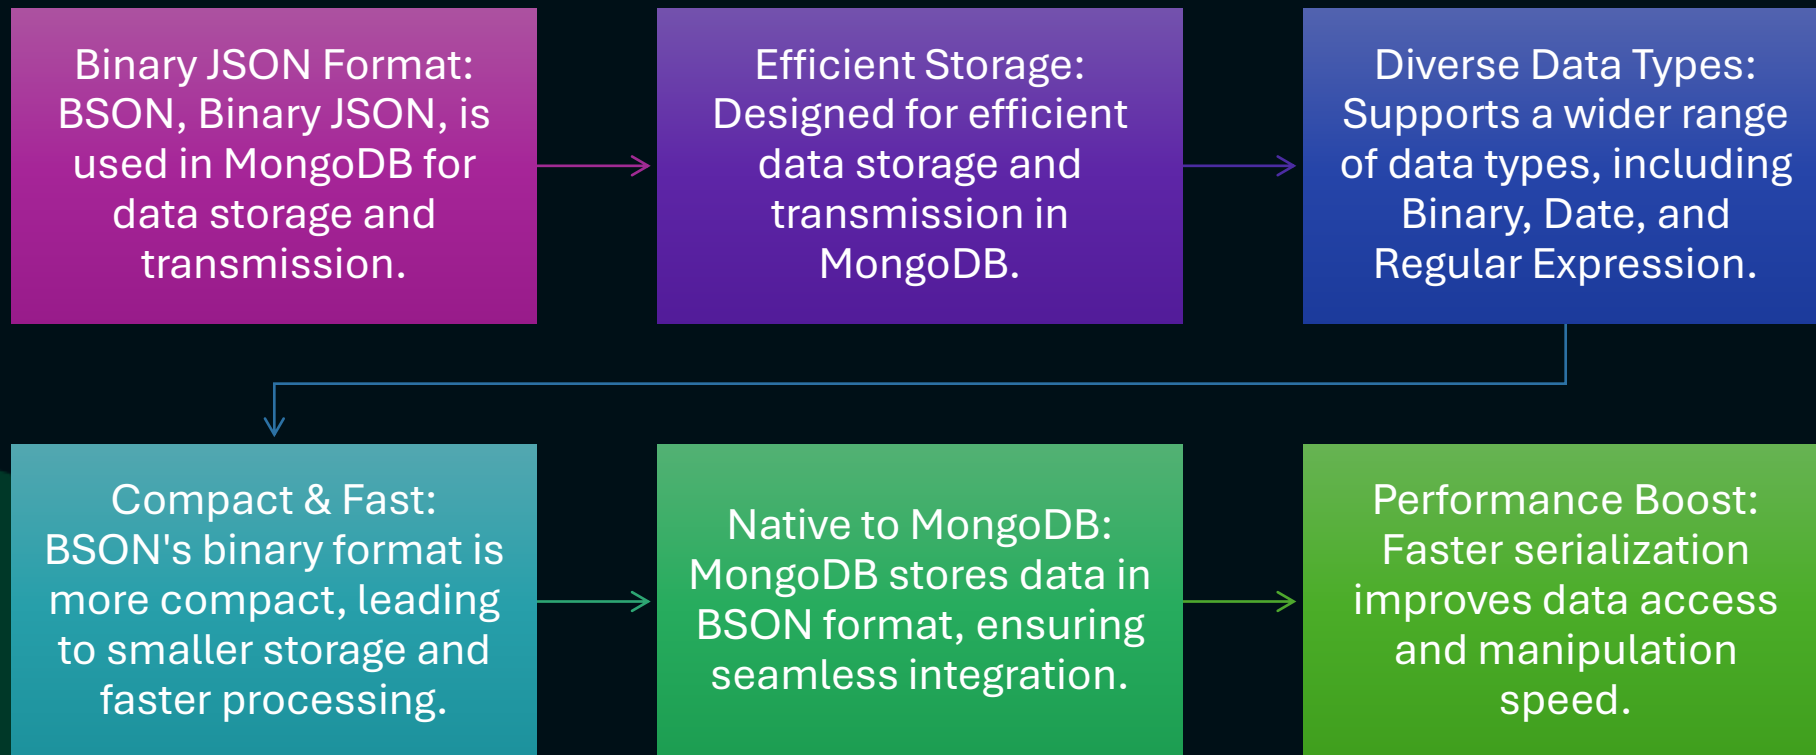 Binary JSON Format:
BSON, Binary JSON, is
used in MongoDB for
data storage and
transmission.
Efficient Storage:
Designed for efficient
data storage and
transmission in
MongoDB.
Diverse Data Types:
Supports a wider range
of data types, including
Binary, Date, and
Regular Expression.
Compact & Fast:
BSON's binary format is
more compact, leading
to smaller storage and
faster processing.
Native to MongoDB:
MongoDB stores data in
BSON format, ensuring
seamless integration.
Performance Boost:
Faster serialization
improves data access
and manipulation
speed.